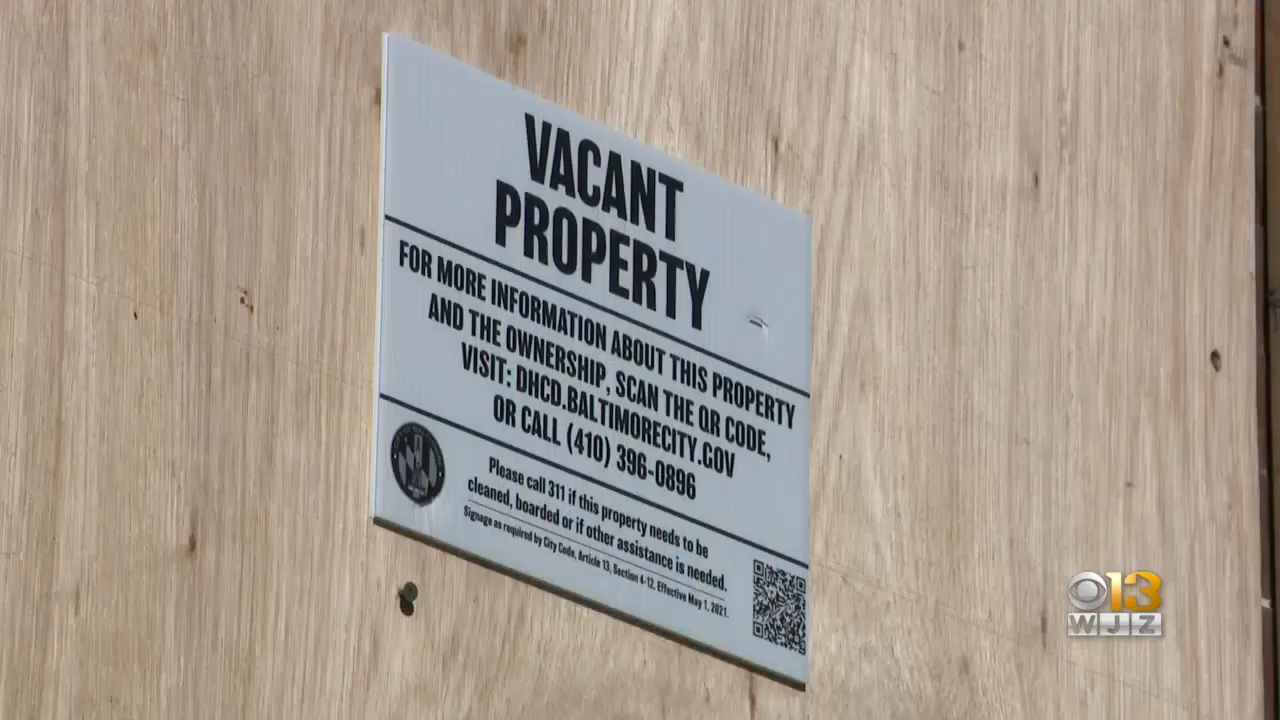 VACANT
PROPERTY
FOR MORE INFORMATION ABOUT THIS PROPERTY
AND THE OWNERSHIP, SCAN THE QR CODE,
VISIT: DHCD.BALTIMORECITY.GOV
OR CALL (410) 396-0896
Please call 311 if this property needs to be
cleaned, boarded or if other assistance is needed.
Signage as required by City Code, Article 13, Section 4-12. Effective May 1, 2021.
13
WJZ